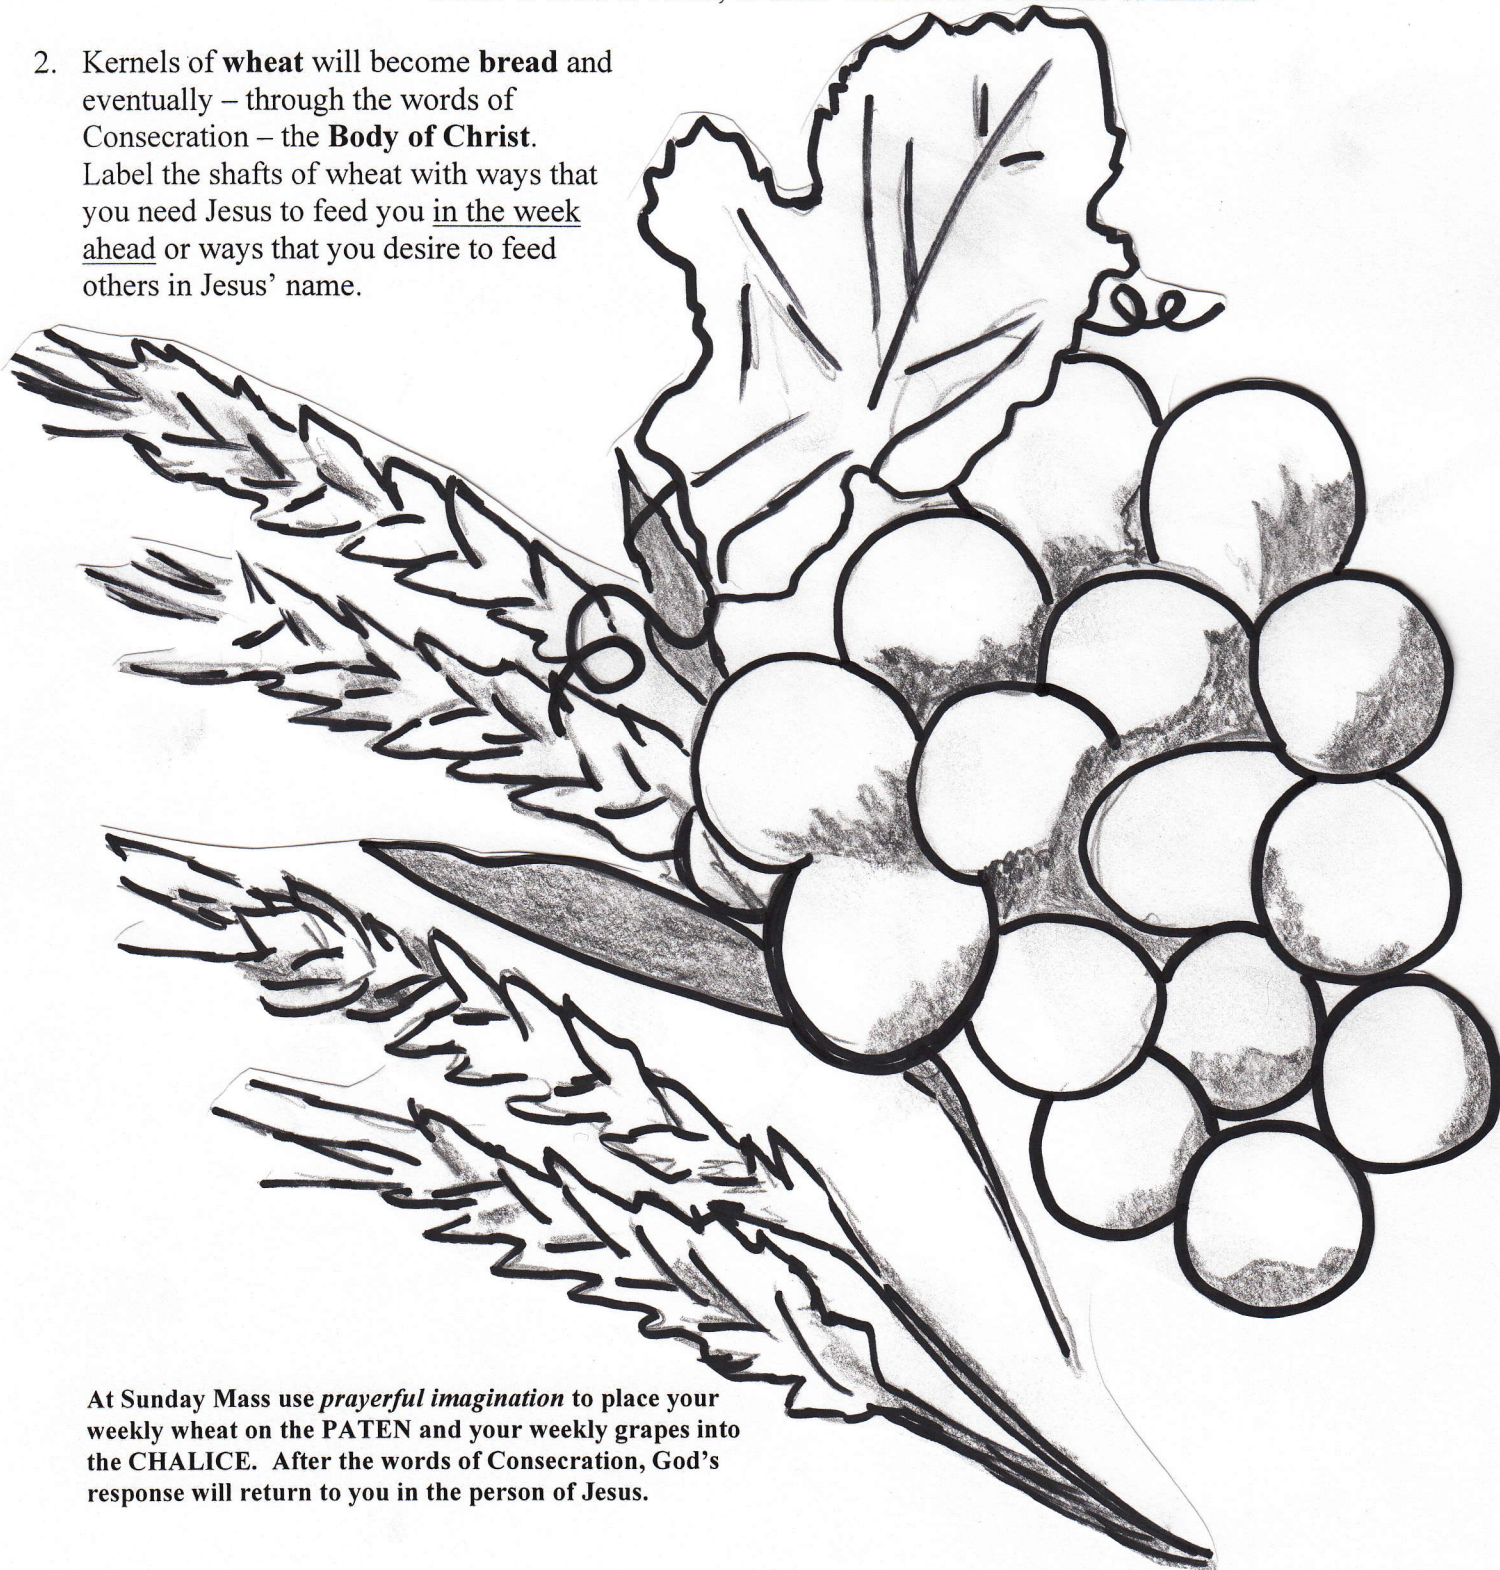 2. Kernels of wheat will become bread and
eventually – through the words of
Consecration – the Body of Christ.
Label the shafts of wheat with ways that
you need Jesus to feed you in the week
ahead or ways that you desire to feed
others in Jesus' name.
At Sunday Mass use prayerful imagination to place your
weekly wheat on the PATEN and your weekly grapes into
the CHALICE. After the words of Consecration, God's
response will return to you in the person of Jesus.